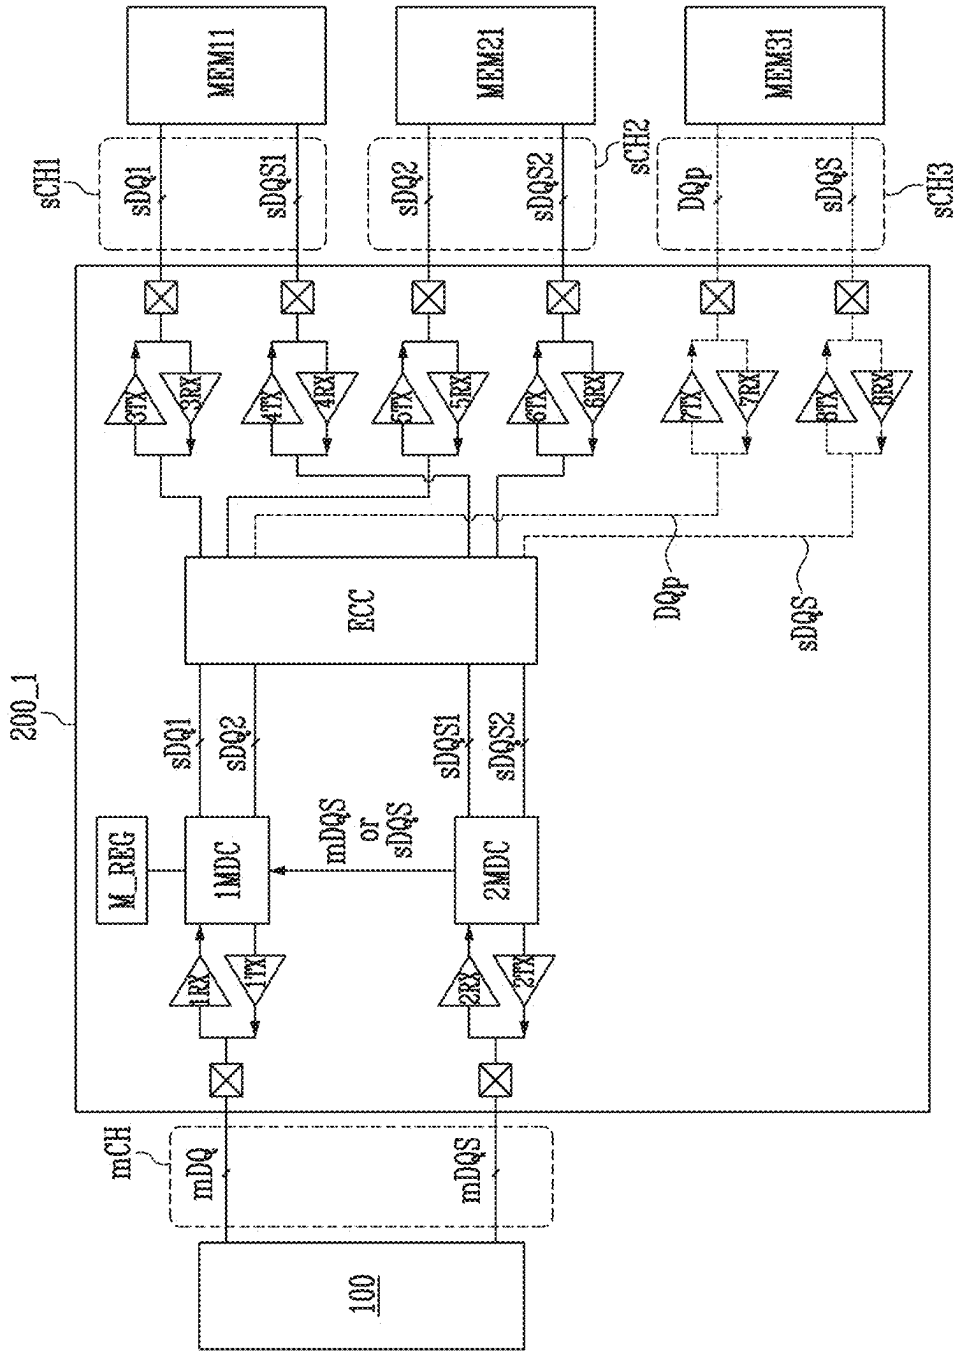 200_1
100
mCH
mDQ
mDQS
1RX
1TX
2RX
2TX
M_REG
1MDC
2MDC
mDQS
or
sDQS
sDQ1
sDQ2
sDQS1
sDQS2
ECC
DQp
sDQS
3TX
3RX
4TX
4RX
5TX
5RX
6TX
6RX
7TX
7RX
8TX
8RX
sCH1
sDQ1
sDQS1
MEM11
sCH2
sDQ2
sDQS2
MEM21
sCH3
DQp
sDQS
MEM31